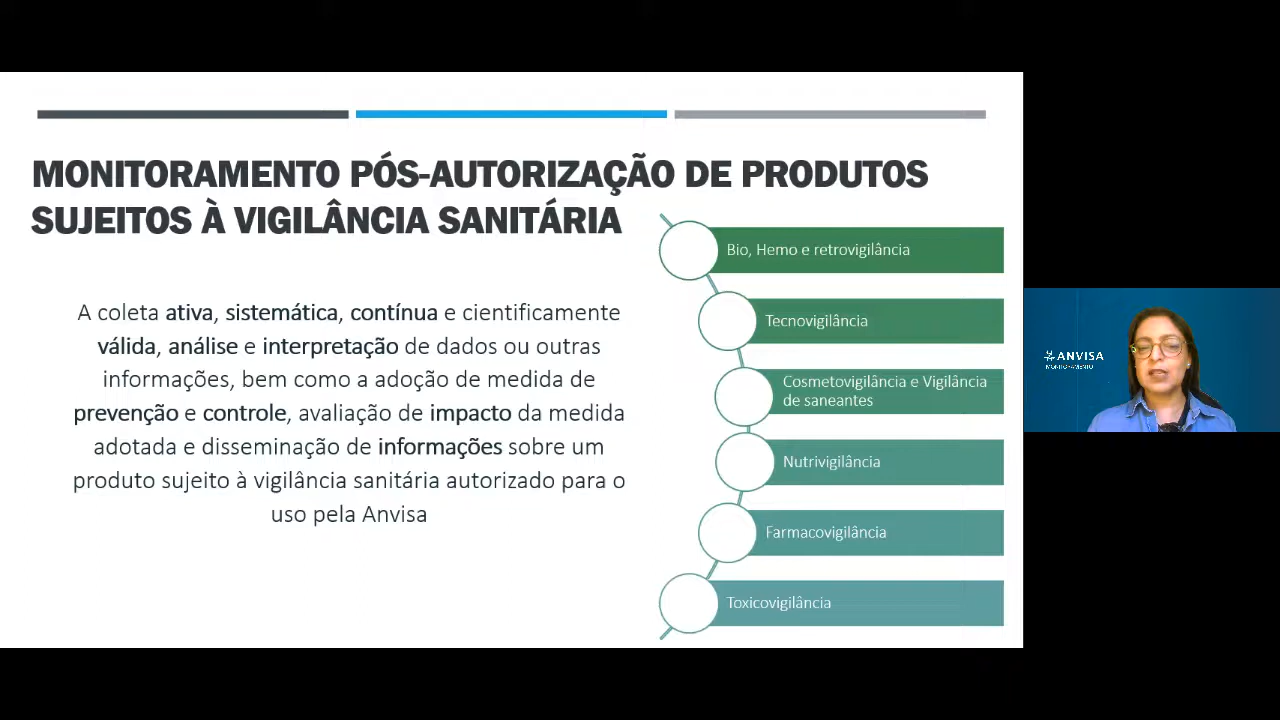 MONITORAMENTO PÓS-AUTORIZAÇÃO DE PRODUTOS
SUJEITOS À VIGILÂNCIA SANITÁRIA
A coleta ativa, sistemática, contínua e cientificamente
válida, análise e interpretação de dados ou outras
informações, bem como a adoção de medida de
prevenção e controle, avaliação de impacto da medida
adotada e disseminação de informações sobre um
produto sujeito à vigilância sanitária autorizado para o
uso pela Anvisa
Bio, Hemo e retrovigilância
Tecnovigilância
Cosmetovigilância e Vigilância
de saneantes
Nutrivigilância
Farmacovigilância
Toxicovigilância
ANVISA
MONITORAMENTO